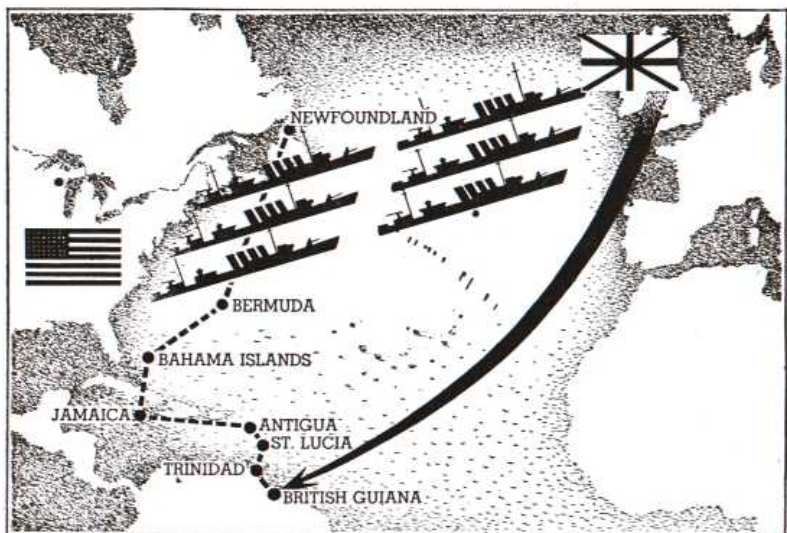 NEWFOUNDLAND
BERMUDA
BAHAMA ISLANDS
JAMAICA
ANTIGUA
ST. LUCIA
TRINIDAD
BRITISH GUIANA